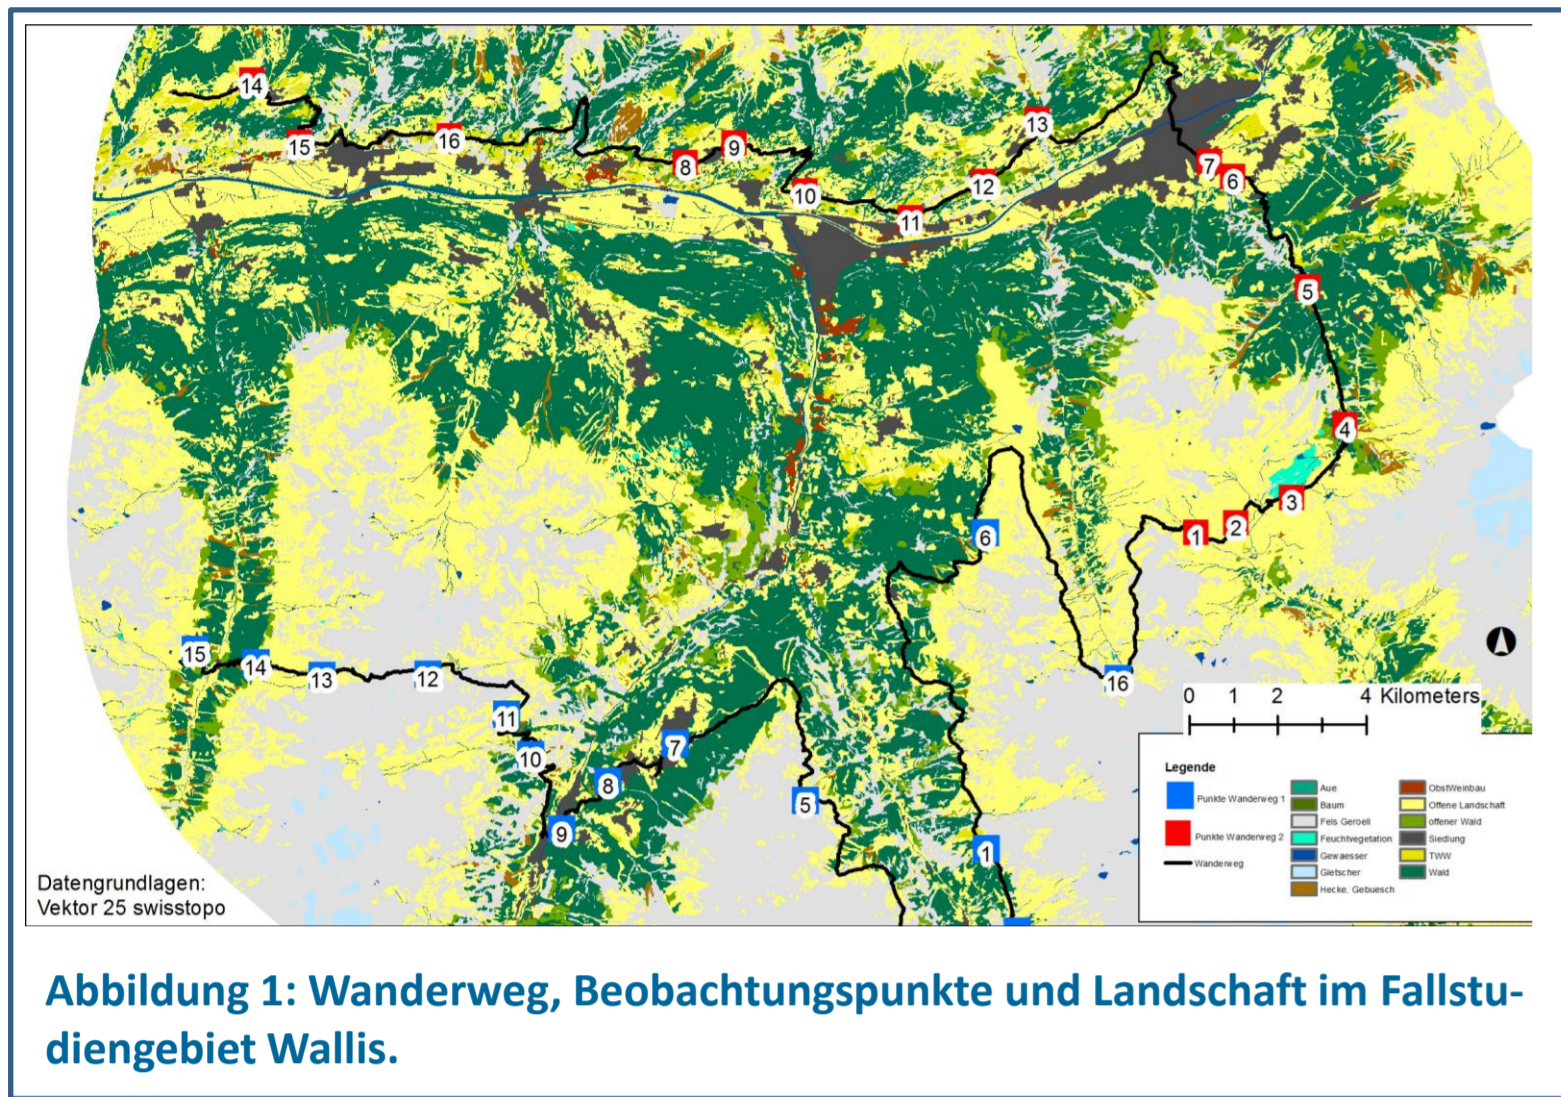 14
15
16
8
9
10
11
12
13
7
6
5
4
3
2
1
6
16
15
14
13
12
11
10
9
8
7
5
1
0 1 2 4 Kilometers
Legende
Punkte Wanderweg 1
Punkte Wanderweg 2
Wanderweg
Aue
Baum
Fels Geroell
Feuchtvegetation
Gewaesser
Gletscher
Hecke, Gebuesch
ObstWeinbau
Offene Landschaft
offener Wald
Siedlung
TWW
Wald
Datengrundlagen:
Vektor 25 swisstopo
Abbildung 1: Wanderweg, Beobachtungspunkte und Landschaft im Fallstu-
diengebiet Wallis.